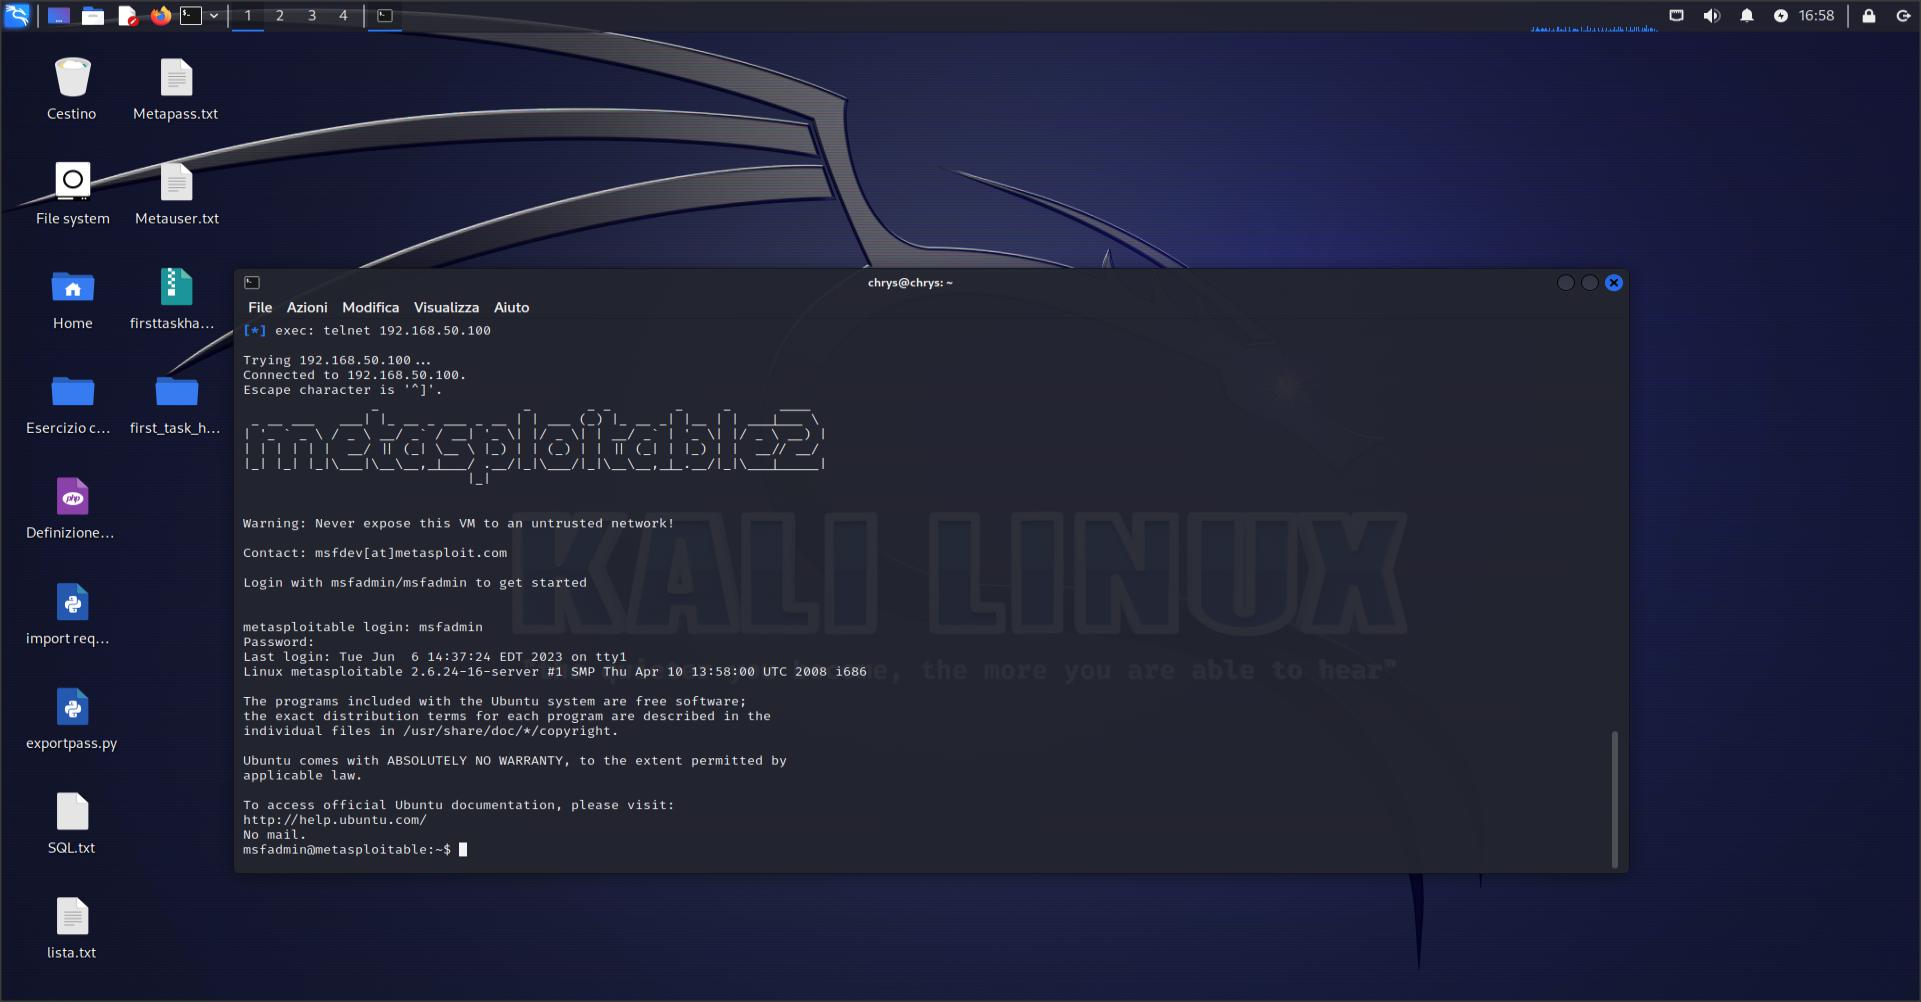 1 2 3 4
16:58
Cestino
Metapass.txt
File system
Metauser.txt
Home
firsttaskha...
Esercizio c...
first_task_h...
Definizione...
php
import req...
exportpass.py
SQL.txt
lista.txt
chrys@chrys: ~
File Azioni Modifica Visualizza Aiuto
[*] exec: telnet 192.168.50.100
Trying 192.168.50.100...
Connected to 192.168.50.100.
Escape character is '^]'.
metasploitable2
Warning: Never expose this VM to an untrusted network!
Contact: msfdev[at]metasploit.com
Login with msfadmin/msfadmin to get started
metasploitable login: msfadmin
Password:
Last login: Tue Jun  6 14:37:24 EDT 2023 on tty1
Linux metasploitable 2.6.24-16-server #1 SMP Thu Apr 10 13:58:00 UTC 2008 i686
The programs included with the Ubuntu system are free software;
the exact distribution terms for each program are described in the
individual files in /usr/share/doc/*/copyright.
Ubuntu comes with ABSOLUTELY NO WARRANTY, to the extent permitted by
applicable law.
To access official Ubuntu documentation, please visit:
http://help.ubuntu.com/
No mail.
msfadmin@metasploitable:~$
KALI LINUX
the more you are able to hear"